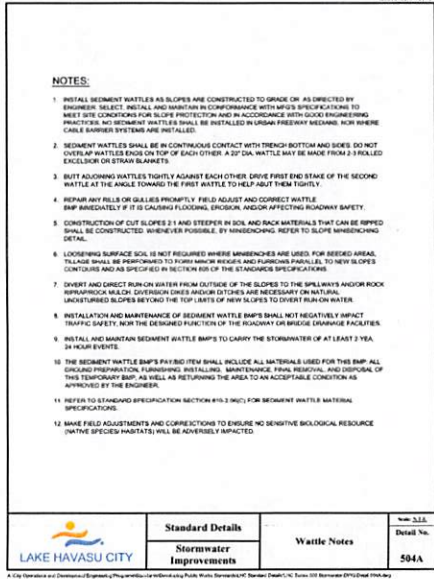 NOTES:
1. INSTALL SEDIMENT WATTLES AS SLOPES ARE CONSTRUCTED TO GRADE OR AS DIRECTED BY
ENGINEER. SELECT, INSTALL AND MAINTAIN IN CONFORMANCE WITH MFG'S SPECIFICATIONS TO
MEET SITE CONDITIONS FOR SLOPE PROTECTION AND IN ACCORDANCE WITH GOOD ENGINEERING
PRACTICES. NO SEDIMENT WATTLES SHALL BE INSTALLED IN URBAN FREEWAY MEDIANS, NOR WHERE
CABLE BARRIER SYSTEMS ARE INSTALLED.
2. SEDIMENT WATTLES SHALL BE IN CONTINUOUS CONTACT WITH TRENCH BOTTOM AND SIDES. DO NOT
OVERLAP WATTLES ENDS ON TOP OF EACH OTHER. A 22" DIA. WATTLE MAY BE MADE FROM 2-3 ROLLED
EXCELSIOR OR STRAW BLANKETS.
3. BUTT ADJOINING WATTLES TIGHTLY AGAINST EACH OTHER. DRIVE FIRST END STAKE OF THE SECOND
WATTLE AT THE ANGLE TOWARD THE FIRST WATTLE TO HELP ABUT THEM TIGHTLY.
4. REPAIR ANY RILLS OR GULLIES PROMPTLY. FIELD ADJUST AND CORRECT WATTLE
BMP IMMEDIATELY IF IT IS CAUSING FLOODING, EROSION, AND/OR AFFECTING ROADWAY SAFETY.
5. CONSTRUCTION OF CUT SLOPES 2:1 AND STEEPER IN SOIL AND RACK MATERIALS THAT CAN BE RIPPED
SHALL BE CONSTRUCTED WHENEVER POSSIBLE, BY MINIBENCHING. REFER TO SLOPE MINIBENCHING
DETAIL.
6. LOOSENING SURFACE SOIL IS NOT REQUIRED WHERE MINIBENCHES ARE USED. FOR SEEDED AREAS,
TILLAGE SHALL BE PERFORMED TO FORM MINOR RIDGES AND FURROWS PARALLEL TO NEW SLOPES
CONTOURS AND AS SPECIFIED IN SECTION 805 OF THE STANDARDS SPECIFICATIONS.
7. DIVERT AND DIRECT RUN-ON WATER FROM OUTSIDE OF THE SLOPES TO THE SPILLWAYS AND/OR ROCK
RIPRAP/ROCK MULCH. DIVERSION DIKES AND/OR DITCHES ARE NECESSARY ON NATURAL
UNDISTURBED SLOPES BEYOND THE TOP LIMITS OF NEW SLOPES TO DIVERT RUN-ON WATER.
8. INSTALLATION AND MAINTENANCE OF SEDIMENT WATTLE BMP'S SHALL NOT NEGATIVELY IMPACT
TRAFFIC SAFETY, NOR THE DESIGNED FUNCTION OF THE ROADWAY OR BRIDGE DRAINAGE FACILITIES.
9. INSTALL AND MAINTAIN SEDIMENT WATTLE BMP'S TO CARRY THE STORMWATER OF AT LEAST 2 YEA,
24 HOUR EVENTS.
10. THE SEDIMENT WATTLE BMP'S PAY/BID ITEM SHALL INCLUDE ALL MATERIALS USED FOR THIS BMP: ALL
GROUND PREPARATION, FURNISHING, INSTALLING, MAINTENANCE, FINAL REMOVAL, AND DISPOSAL OF
THIS TEMPORARY BMP, AS WELL AS RETURNING THE AREA TO AN ACCEPTABLE CONDITION AS
APPROVED BY THE ENGINEER.
11. REFER TO STANDARD SPECIFICATION SECTION FOR SEDIMENT WATTLE MATERIAL
SPECIFICATIONS.
12. MAKE FIELD ADJUSTMENTS AND CORRECTIONS TO ENSURE NO SENSITIVE BIOLOGICAL RESOURCE
(NATIVE SPECIES/ HABITATS) WILL BE ADVERSELY IMPACTED.
LAKE HAVASU CITY
Standard Details
Stormwater
Improvements
Wattle Notes
Scale: N.T.S.
Detail No.
504A